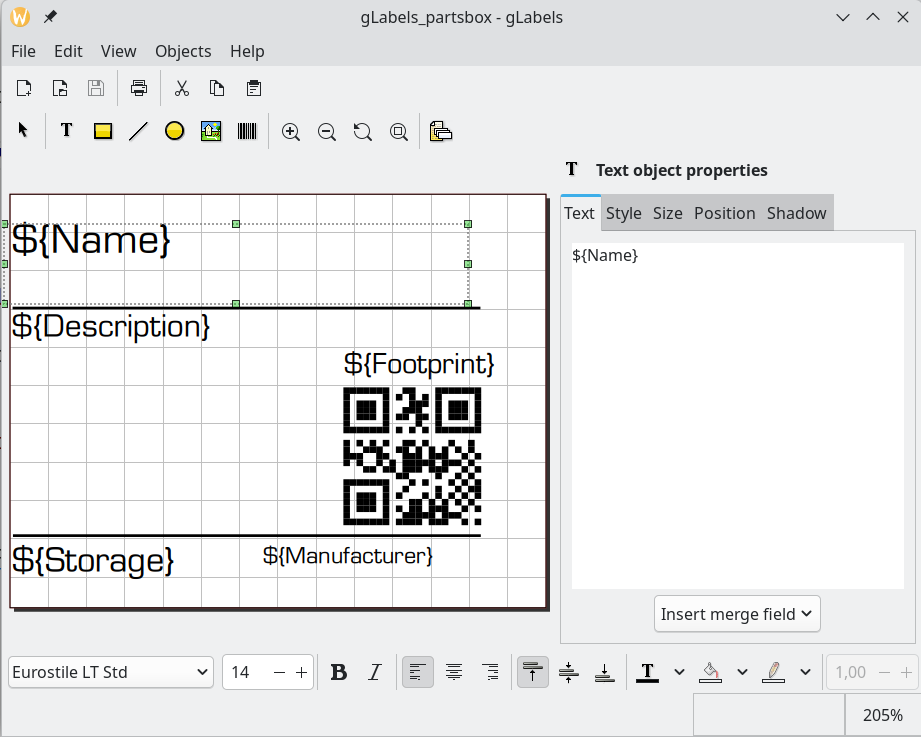 gLabels_partsbox - gLabels
File Edit View Objects Help
T
T Text object properties
Text Style Size Position Shadow
${Name}
${Name}
${Description}
${Footprint}
${Storage}
${Manufacturer}
Insert merge field
Eurostile LT Std 14 B I T 1,00
205%